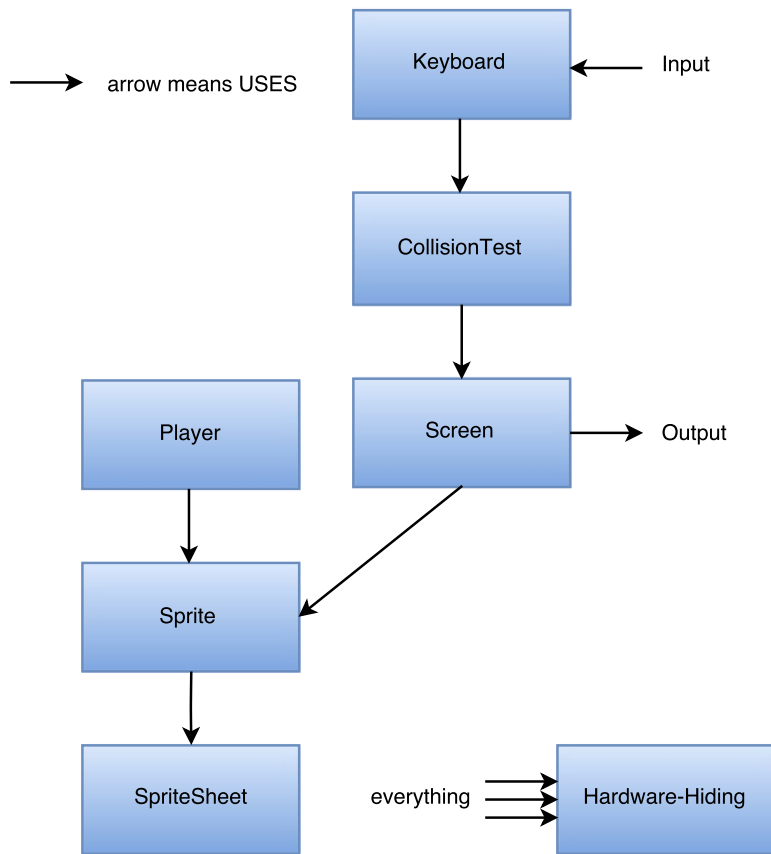 Keyboard
Input
arrow means USES
CollisionTest
Player
Screen
Output
Sprite
SpriteSheet
everything
Hardware-Hiding